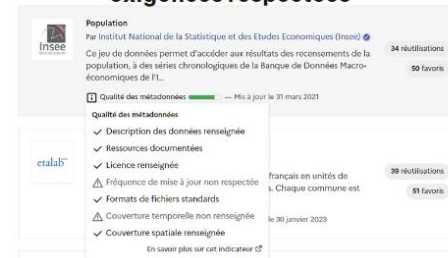 exigences respectées
Population
Par Institut National de la Statistique et des Etudes Economiques (Insee)
Insee
Ce jeu de données permet d'accéder aux résultats des recensements de la
population, à des séries chronologiques de la Banque de Données Macro-
économiques de l'I...
34 réutilisations
50 favoris
Qualité des métadonnées — Mis à jour le 31 mars 2021
Qualité des métadonnées
Description des données renseignée
Ressources documentées
Licence renseignée
Fréquence de mise à jour non respectée
Formats de fichiers standards
Couverture temporelle non renseignée
Couverture spatiale renseignée
En savoir plus sur cet indicateur
etalab
français en unités de
. Chaque commune est
le 30 janvier 2023
39 réutilisations
51 favoris